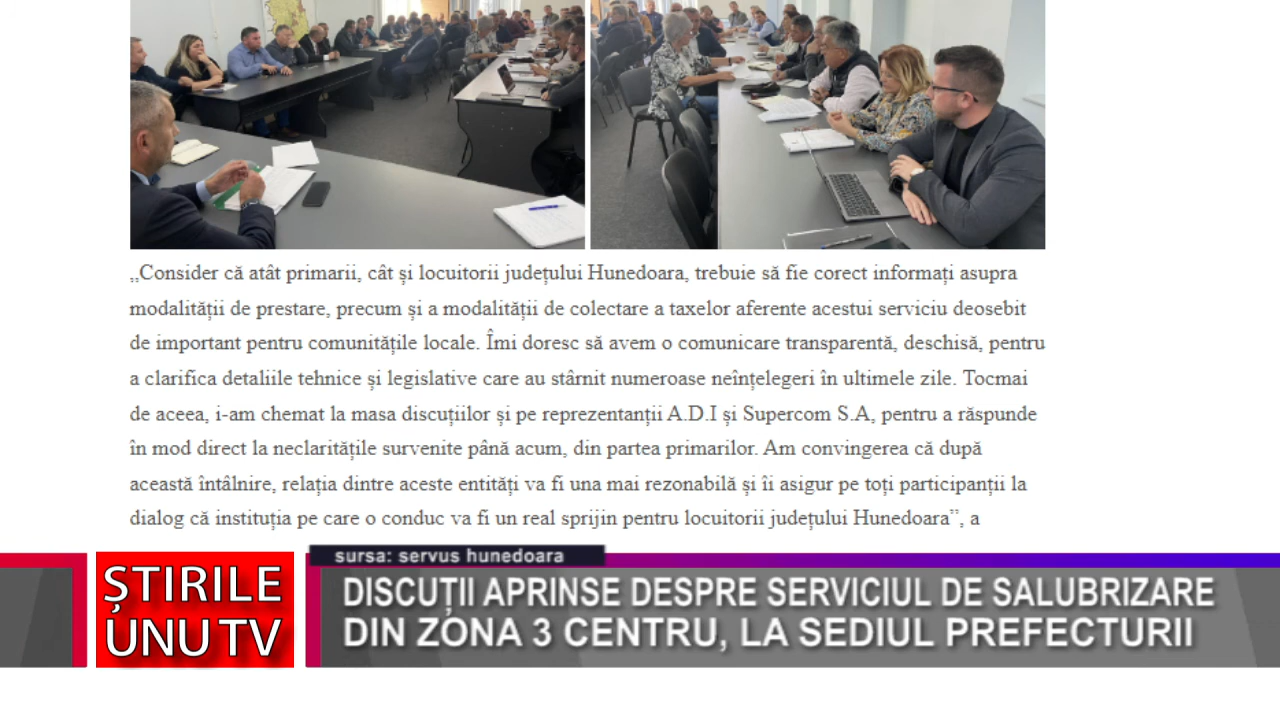 ,,Consider că atât primarii, cât și locuitorii județului Hunedoara, trebuie să fie corect informați asupra
modalității de prestare, precum și a modalității de colectare a taxelor aferente acestui serviciu deosebit
de important pentru comunitățile locale. Îmi doresc să avem o comunicare transparentă, deschisă, pentru
a clarifica detaliile tehnice și legislative care au stârnit numeroase neînțelegeri în ultimele zile. Tocmai
de aceea, i-am chemat la masa discuțiilor și pe reprezentanții A.D.I și Supercom S.A, pentru a răspunde
în mod direct la neclaritățile survenite până acum, din partea primarilor. Am convingerea că după
această întâlnire, relația dintre aceste entități va fi una mai rezonabilă și îi asigur pe toți participanții la
dialog că instituția pe care o conduc va fi un real sprijin pentru locuitorii județului Hunedoara”, a
sursa: servus hunedoara
ȘTIRILE
UNU TV
DISCUȚII APRINSE DESPRE SERVICIUL DE SALUBRIZARE
DIN ZONA 3 CENTRU, LA SEDIUL PREFECTURII